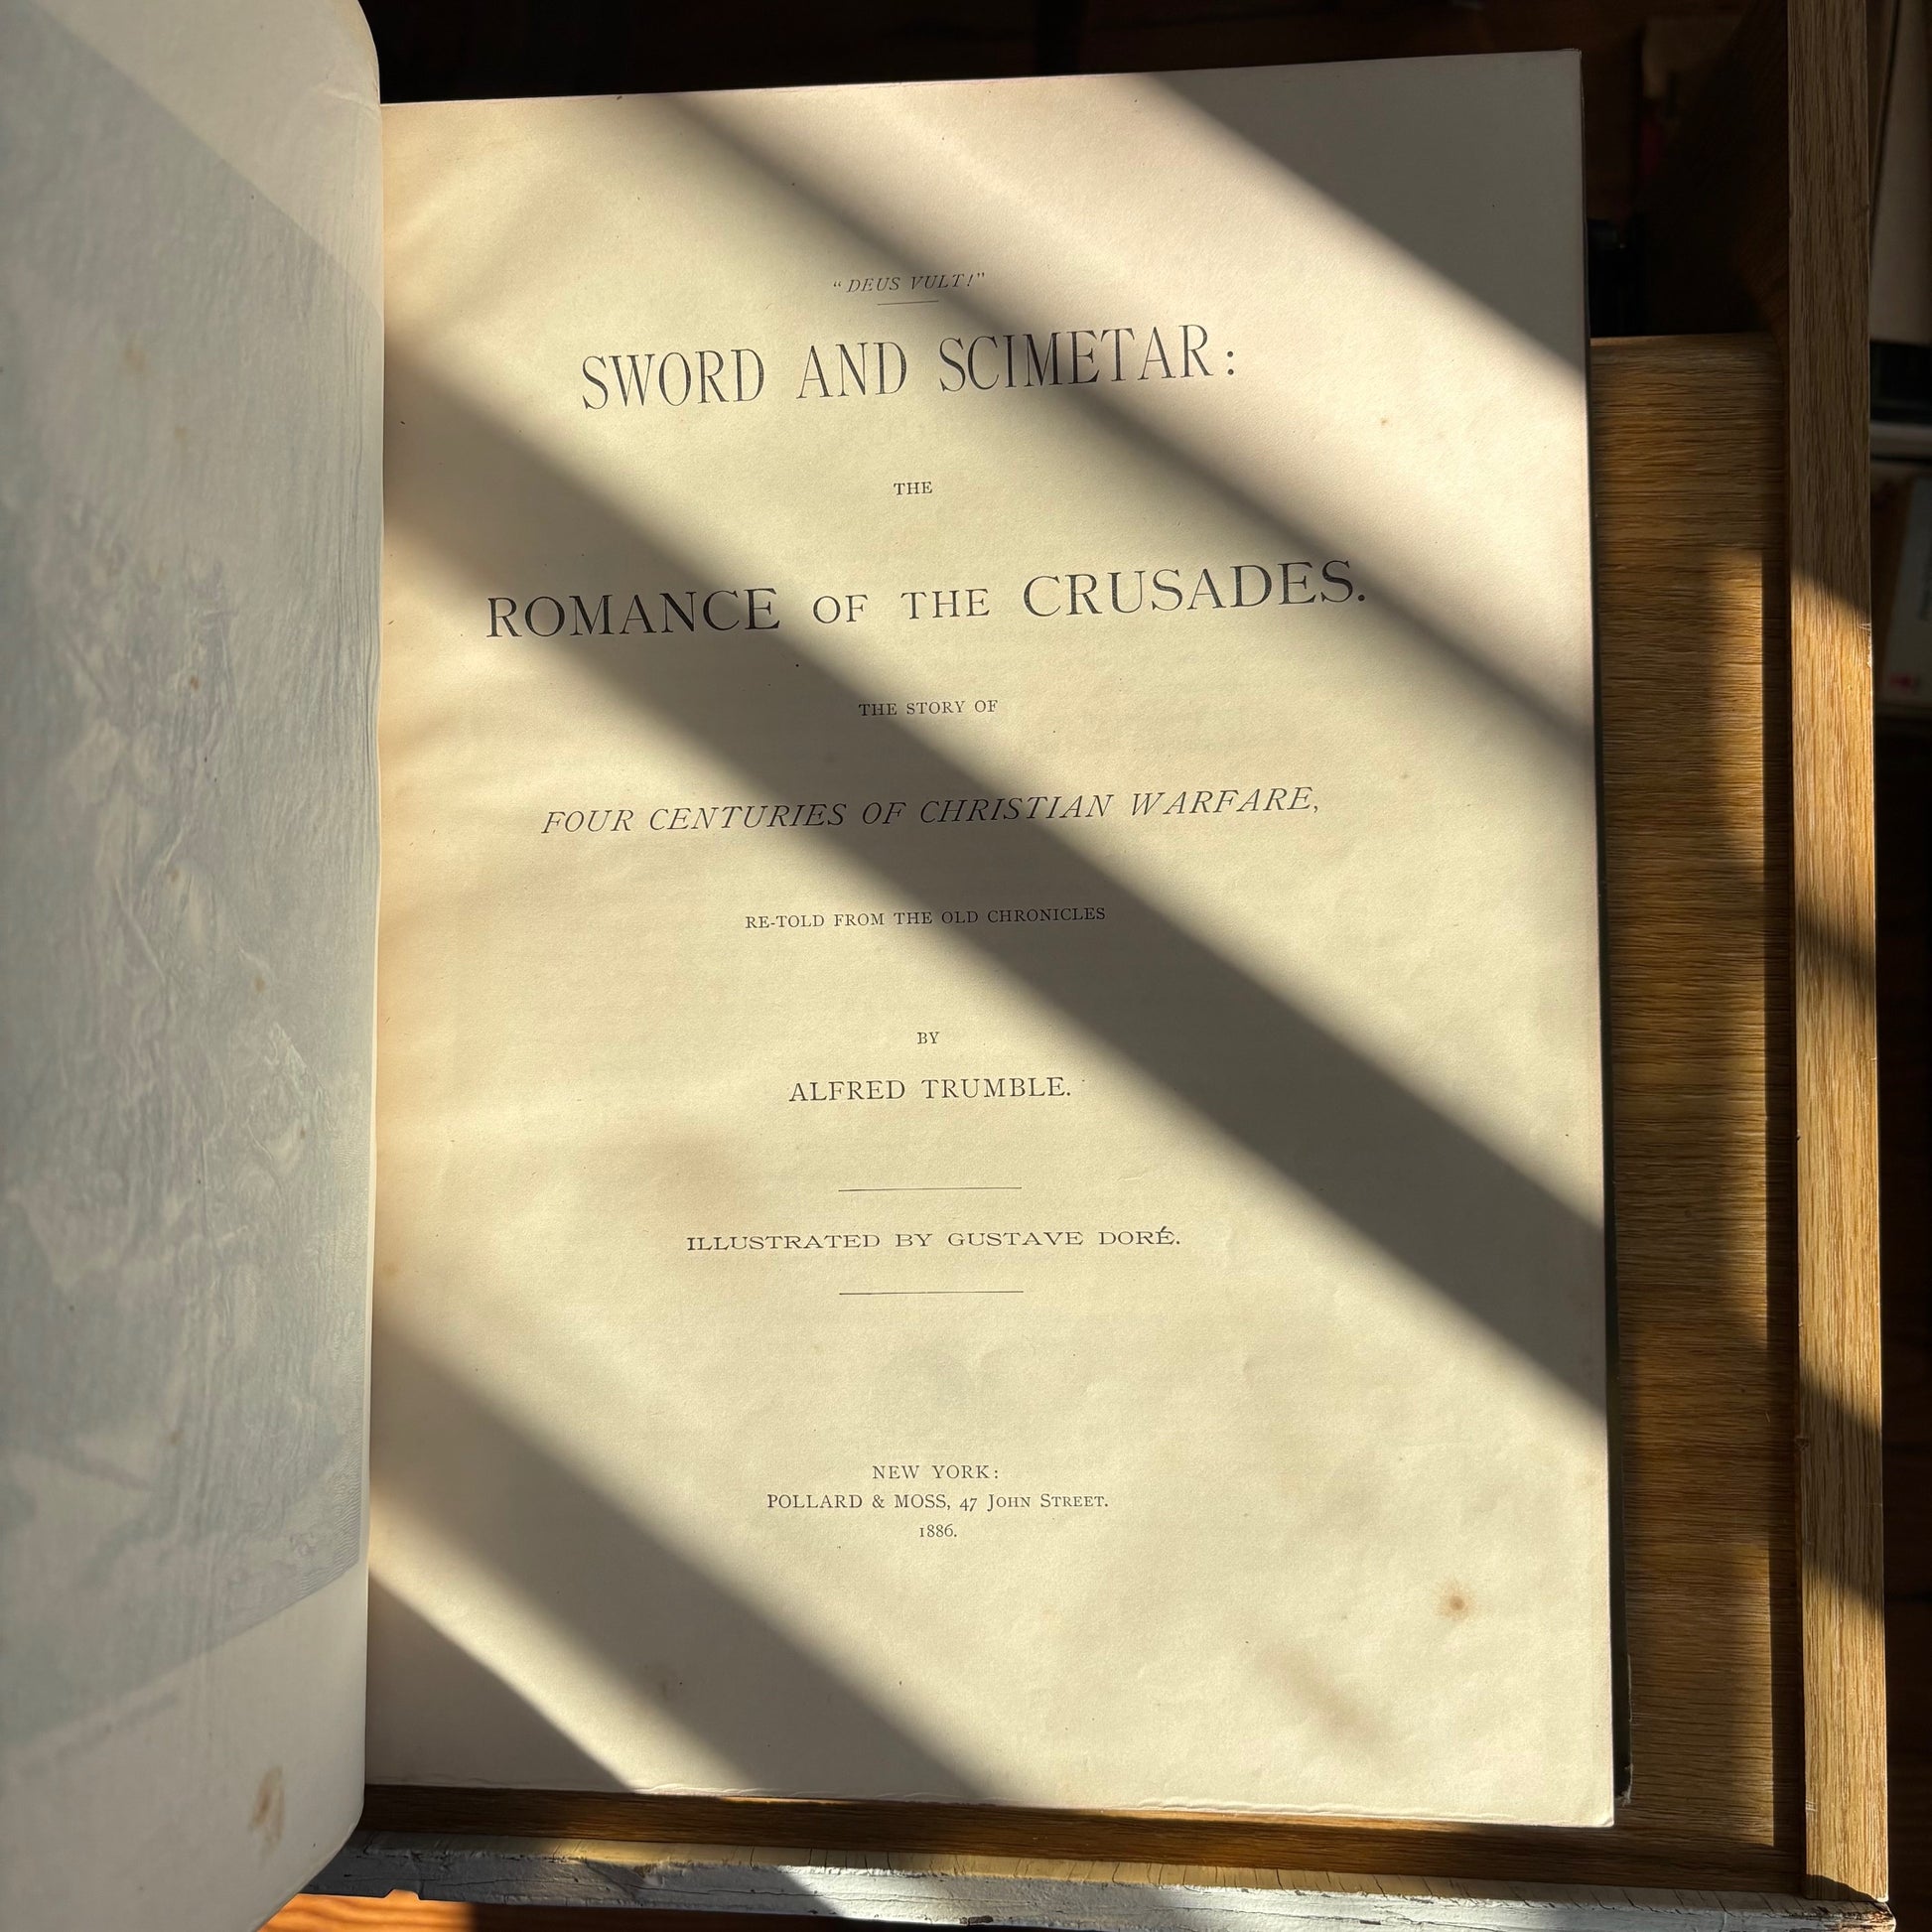 "DEUS VULT!"
SWORD AND SCIMETAR:
THE
ROMANCE OF THE CRUSADES.
THE STORY OF
FOUR CENTURIES OF CHRISTIAN WARFARE,
RE-TOLD FROM THE OLD CHRONICLES
BY
ALFRED TRUMBLE.
ILLUSTRATED BY GUSTAVE DORÉ.
NEW YORK:
POLLARD & MOSS, 47 JOHN STREET.
1886.